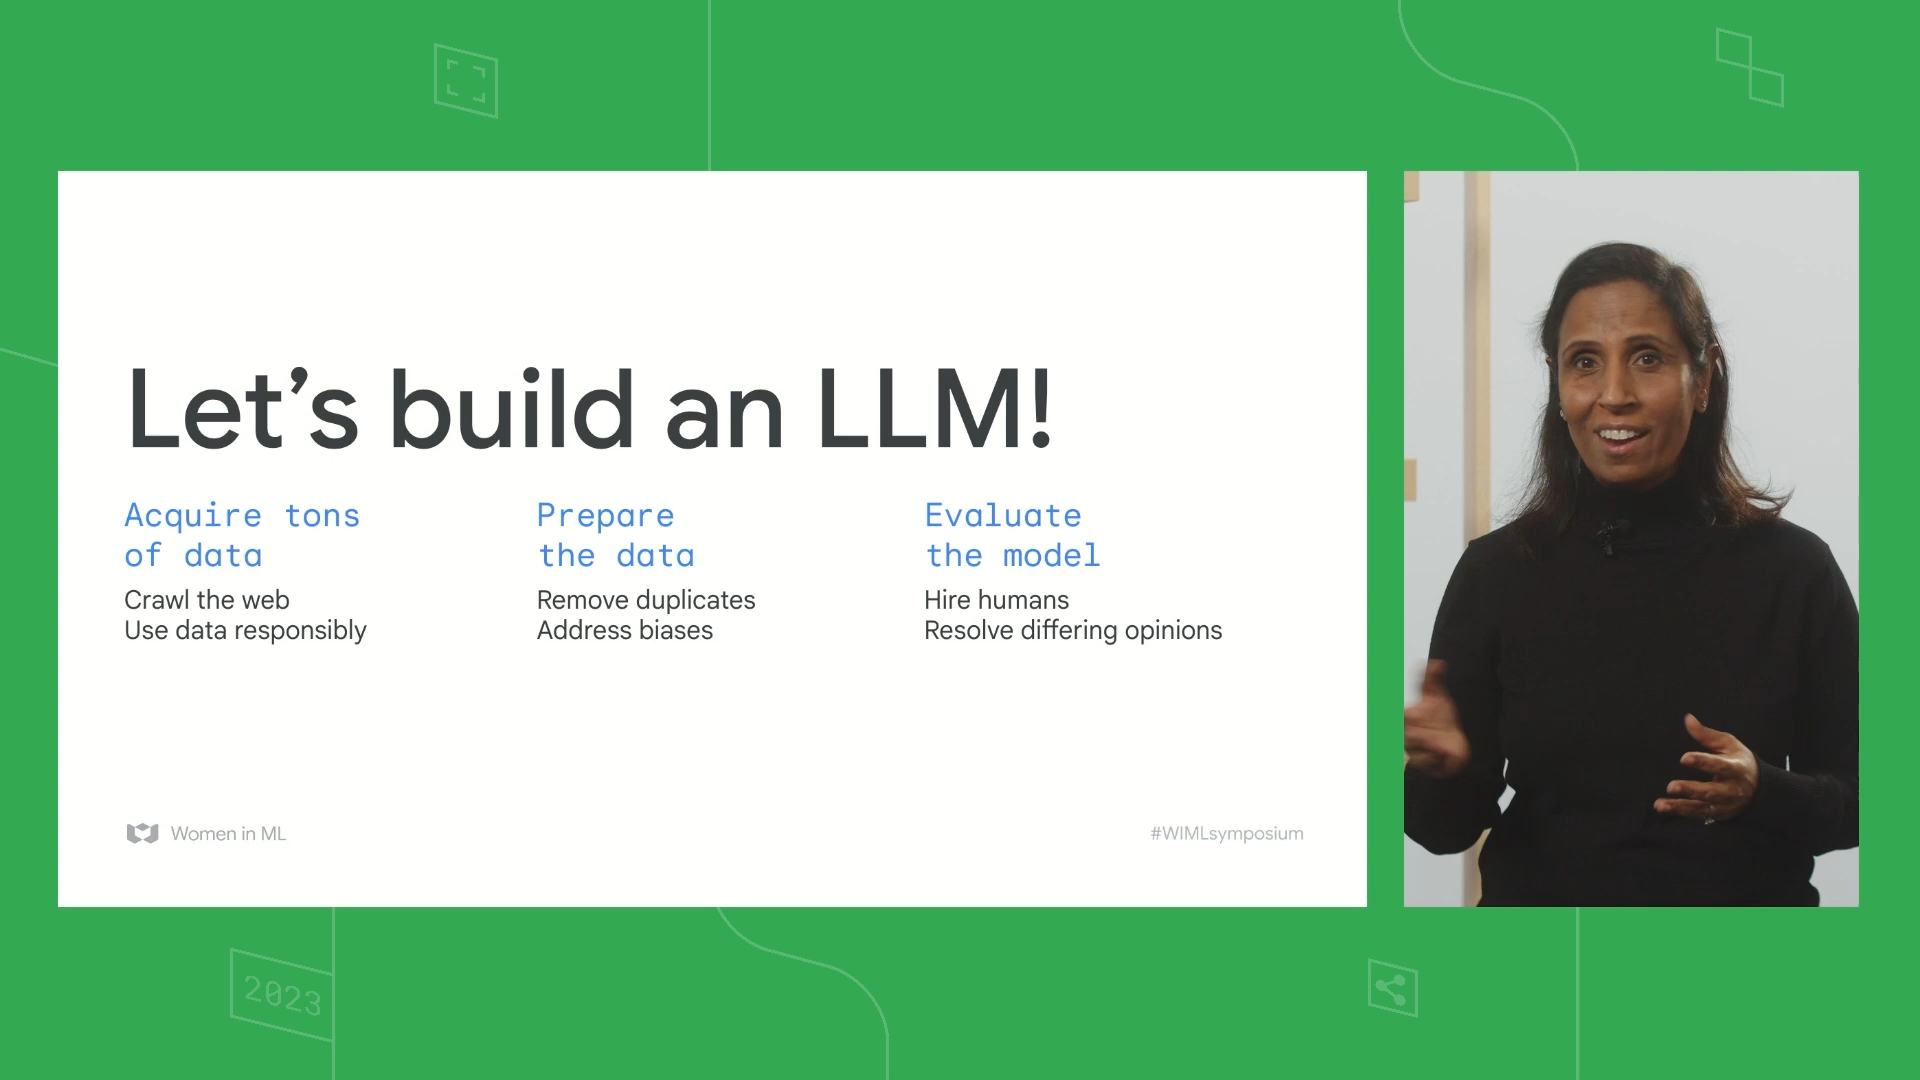 Let's build an LLM!
Acquire tons
of data
Crawl the web
Use data responsibly
Prepare
the data
Remove duplicates
Address biases
Evaluate
the model
Hire humans
Resolve differing opinions
Women in ML
#WIMLsymposium
2023